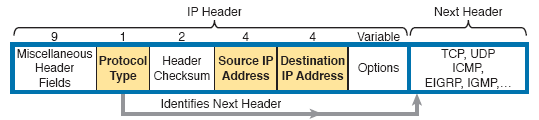 IP Header
Next Header
9
1
2
4
4
Variable
Miscellaneous
Header
Fields
Protocol
Type
Header
Checksum
Source IP
Address
Destination
IP Address
Options
TCP, UDP
ICMP,
EIGRP, IGMP,...
Identifies Next Header